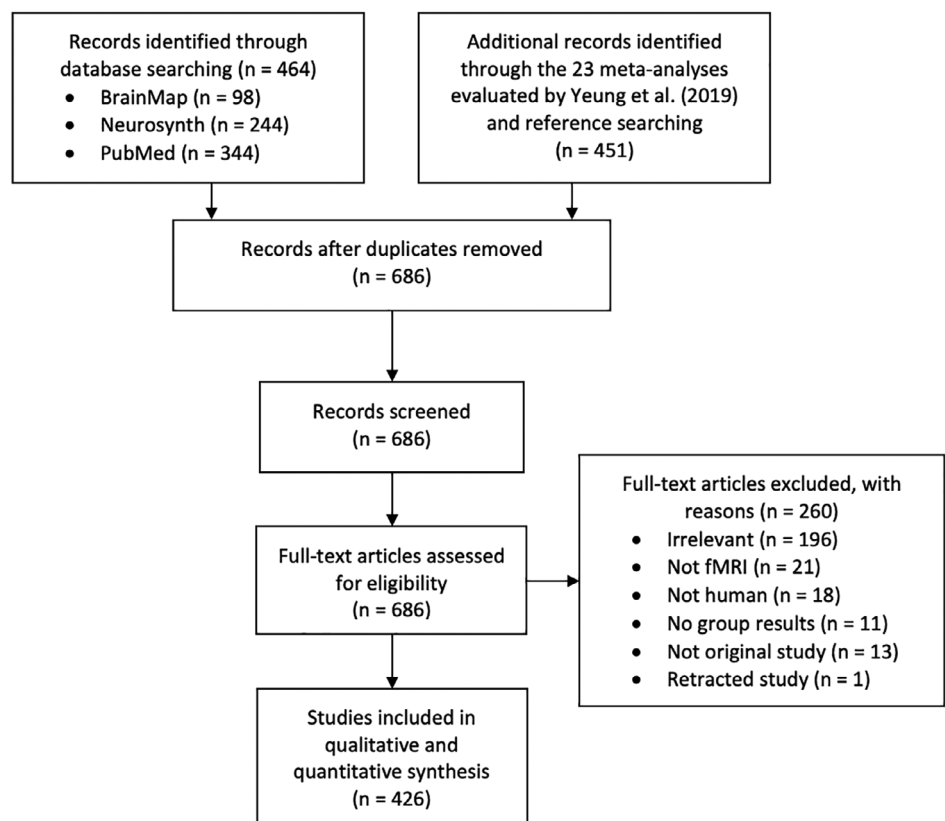 Records identified through
database searching (n = 464)
• BrainMap (n = 98)
• Neurosynth (n = 244)
• PubMed (n = 344)
Additional records identified
through the 23 meta-analyses
evaluated by Yeung et al. (2019)
and reference searching
(n = 451)
Records after duplicates removed
(n = 686)
Records screened
(n = 686)
Full-text articles assessed
for eligibility
(n = 686)
Full-text articles excluded, with
reasons (n = 260)
• Irrelevant (n = 196)
• Not fMRI (n = 21)
• Not human (n = 18)
• No group results (n = 11)
• Not original study (n = 13)
• Retracted study (n = 1)
Studies included in
qualitative and
quantitative synthesis
(n = 426)